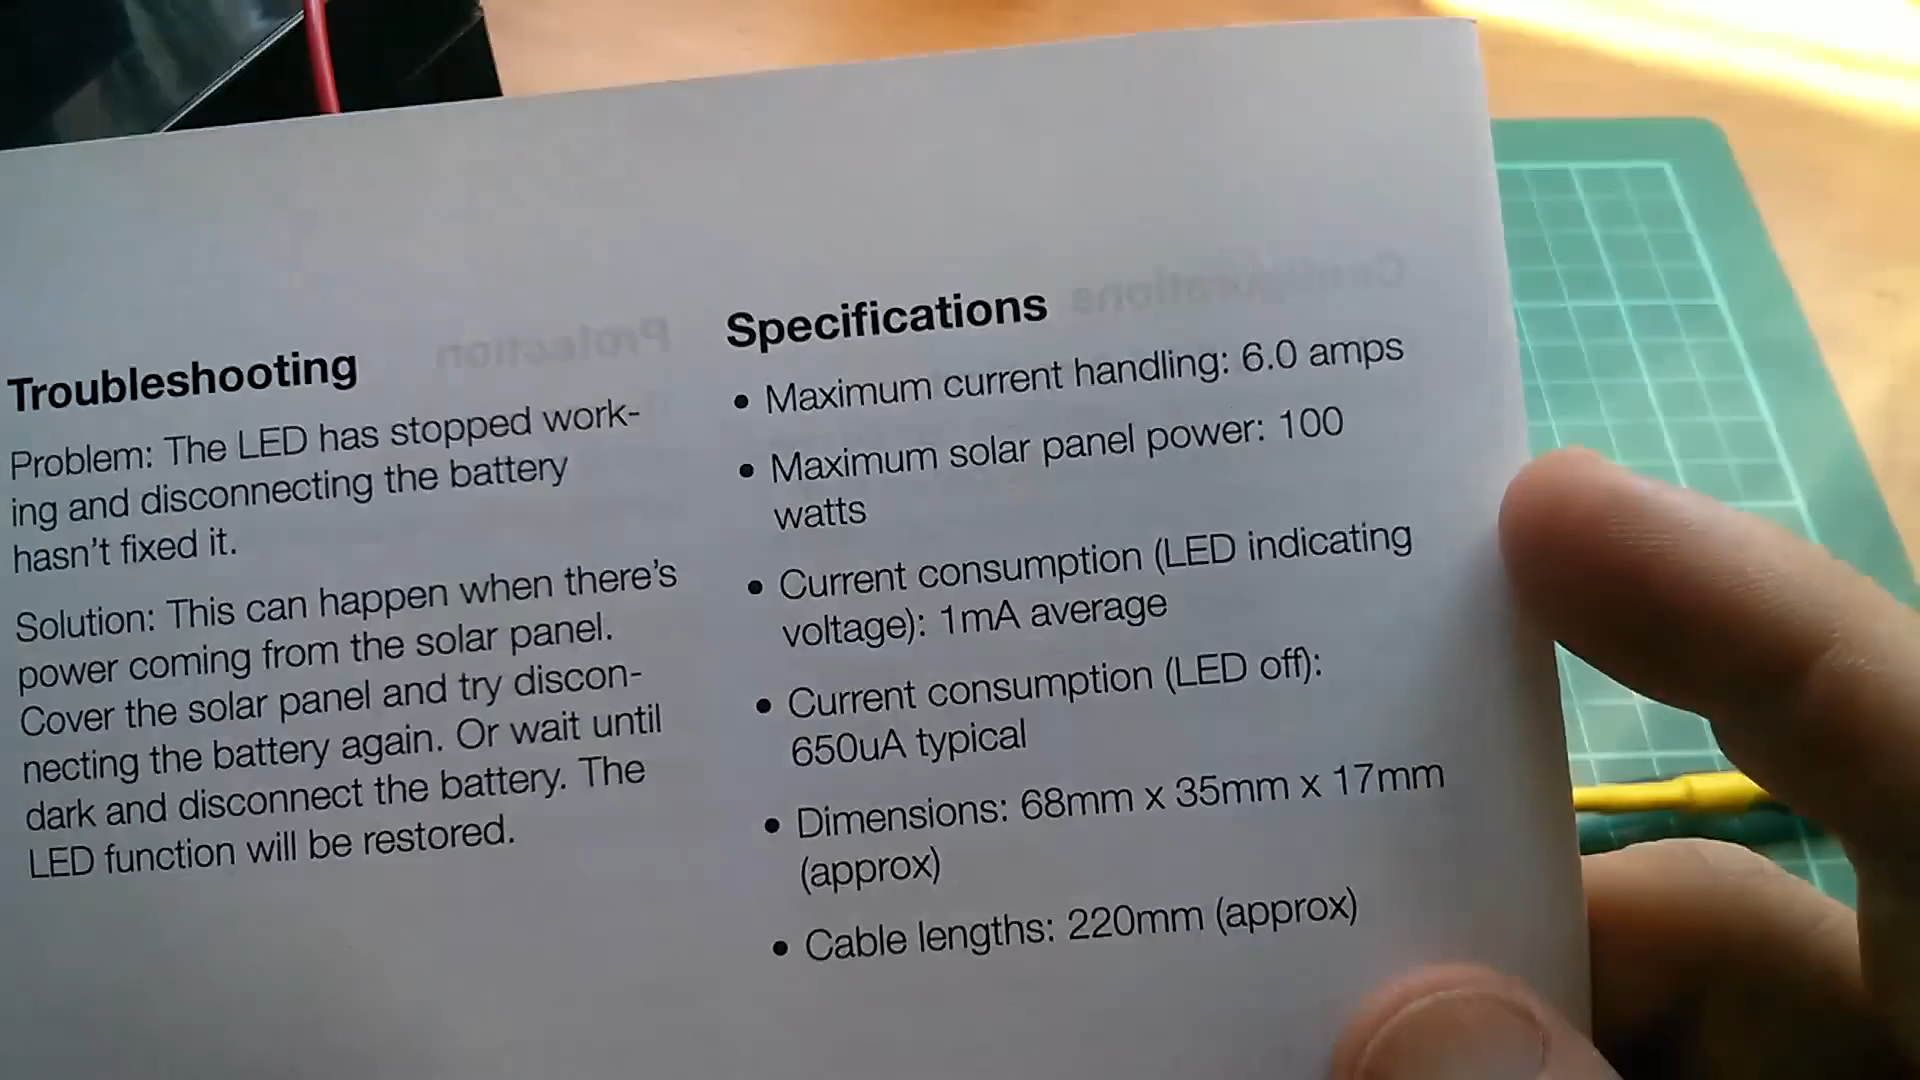 Troubleshooting
Problem: The LED has stopped work-
ing and disconnecting the battery
hasn't fixed it.
Solution: This can happen when there's
power coming from the solar panel.
Cover the solar panel and try discon-
necting the battery again. Or wait until
dark and disconnect the battery. The
LED function will be restored.
Protection
Specifications
• Maximum current handling: 6.0 amps
• Maximum solar panel power: 100
watts
• Current consumption (LED indicating
voltage): 1mA average
• Current consumption (LED off):
650uA typical
• Dimensions: 68mm x 35mm x 17mm
(approx)
• Cable lengths: 220mm (approx)
Configurations